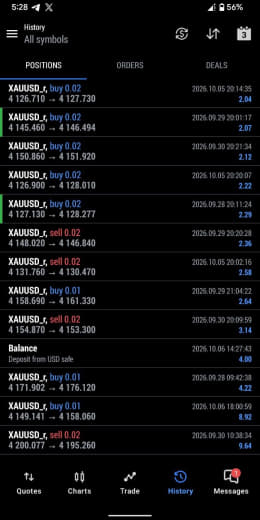 5:28
56%
History
All symbols
3
POSITIONS ORDERS DEALS
XAUUSD_r, buy 0.02 2026.10.05 20:14:35
4 126.710 → 4 127.730 2.04
XAUUSD_r, buy 0.02 2026.09.29 20:01:17
4 145.460 → 4 146.494 2.07
XAUUSD_r, buy 0.02 2026.09.30 20:21:34
4 150.860 → 4 151.920 2.12
XAUUSD_r, buy 0.02 2026.10.05 20:20:07
4 126.900 → 4 128.010 2.22
XAUUSD_r, buy 0.02 2026.09.28 20:11:24
4 127.130 → 4 128.277 2.29
XAUUSD_r, sell 0.02 2026.09.29 20:20:28
4 148.020 → 4 146.840 2.36
XAUUSD_r, sell 0.02 2026.10.05 20:02:16
4 131.760 → 4 130.470 2.58
XAUUSD_r, buy 0.01 2026.09.29 21:04:22
4 158.690 → 4 161.330 2.64
XAUUSD_r, sell 0.02 2026.09.30 20:09:59
4 154.870 → 4 153.300 3.14
Balance 2026.10.06 14:27:43
Deposit from USD safe 4.00
XAUUSD_r, buy 0.01 2026.09.28 09:42:38
4 171.902 → 4 176.120 4.22
XAUUSD_r, buy 0.01 2026.10.06 18:00:59
4 149.141 → 4 158.060 8.92
XAUUSD_r, sell 0.02 2026.09.30 10:38:34
4 200.077 → 4 195.260 9.64
1
Quotes Charts Trade History Messages